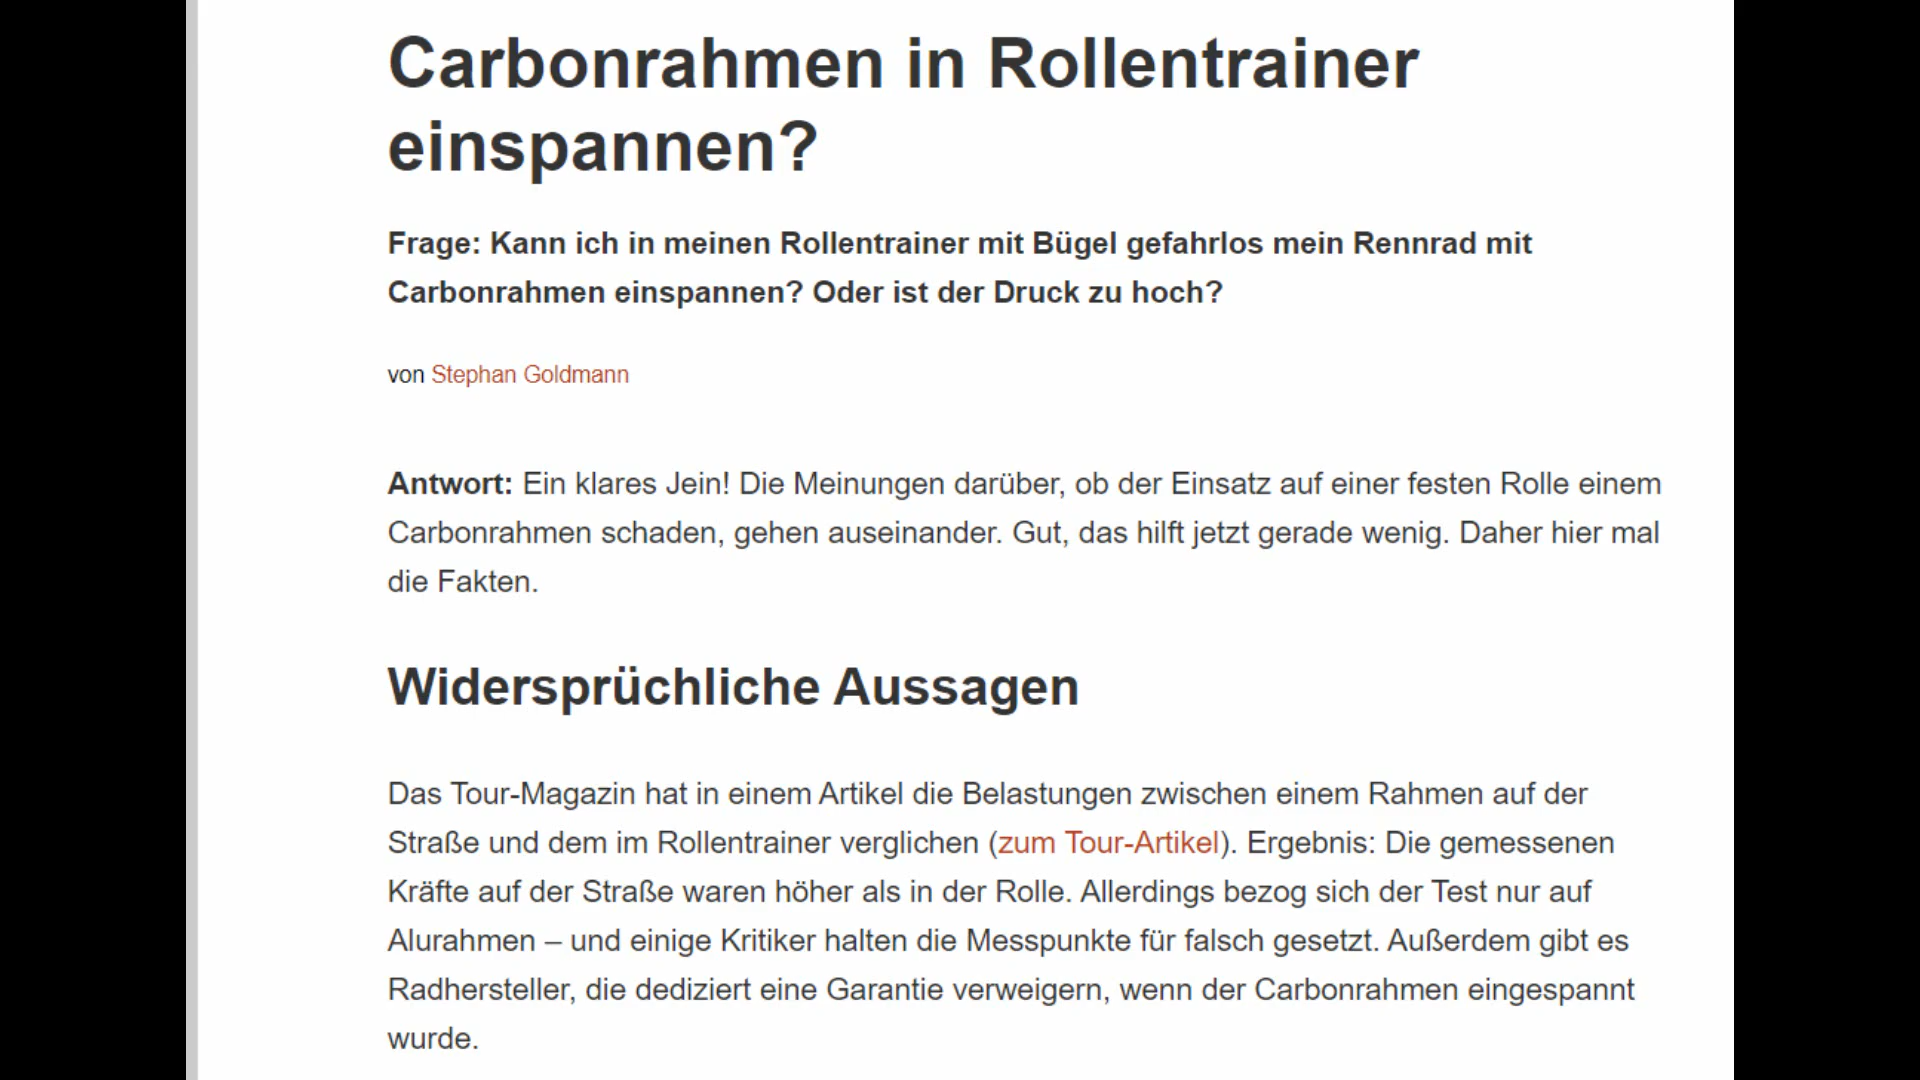 Carbonrahmen in Rollentrainer
einspannen?
Frage: Kann ich in meinen Rollentrainer mit Bügel gefahrlos mein Rennrad mit
Carbonrahmen einspannen? Oder ist der Druck zu hoch?
von Stephan Goldmann
Antwort: Ein klares Jein! Die Meinungen darüber, ob der Einsatz auf einer festen Rolle einem
Carbonrahmen schaden, gehen auseinander. Gut, das hilft jetzt gerade wenig. Daher hier mal
die Fakten.
Widersprüchliche Aussagen
Das Tour-Magazin hat in einem Artikel die Belastungen zwischen einem Rahmen auf der
Straße und dem im Rollentrainer verglichen (zum Tour-Artikel). Ergebnis: Die gemessenen
Kräfte auf der Straße waren höher als in der Rolle. Allerdings bezog sich der Test nur auf
Alurahmen – und einige Kritiker halten die Messpunkte für falsch gesetzt. Außerdem gibt es
Radhersteller, die dediziert eine Garantie verweigern, wenn der Carbonrahmen eingespannt
wurde.